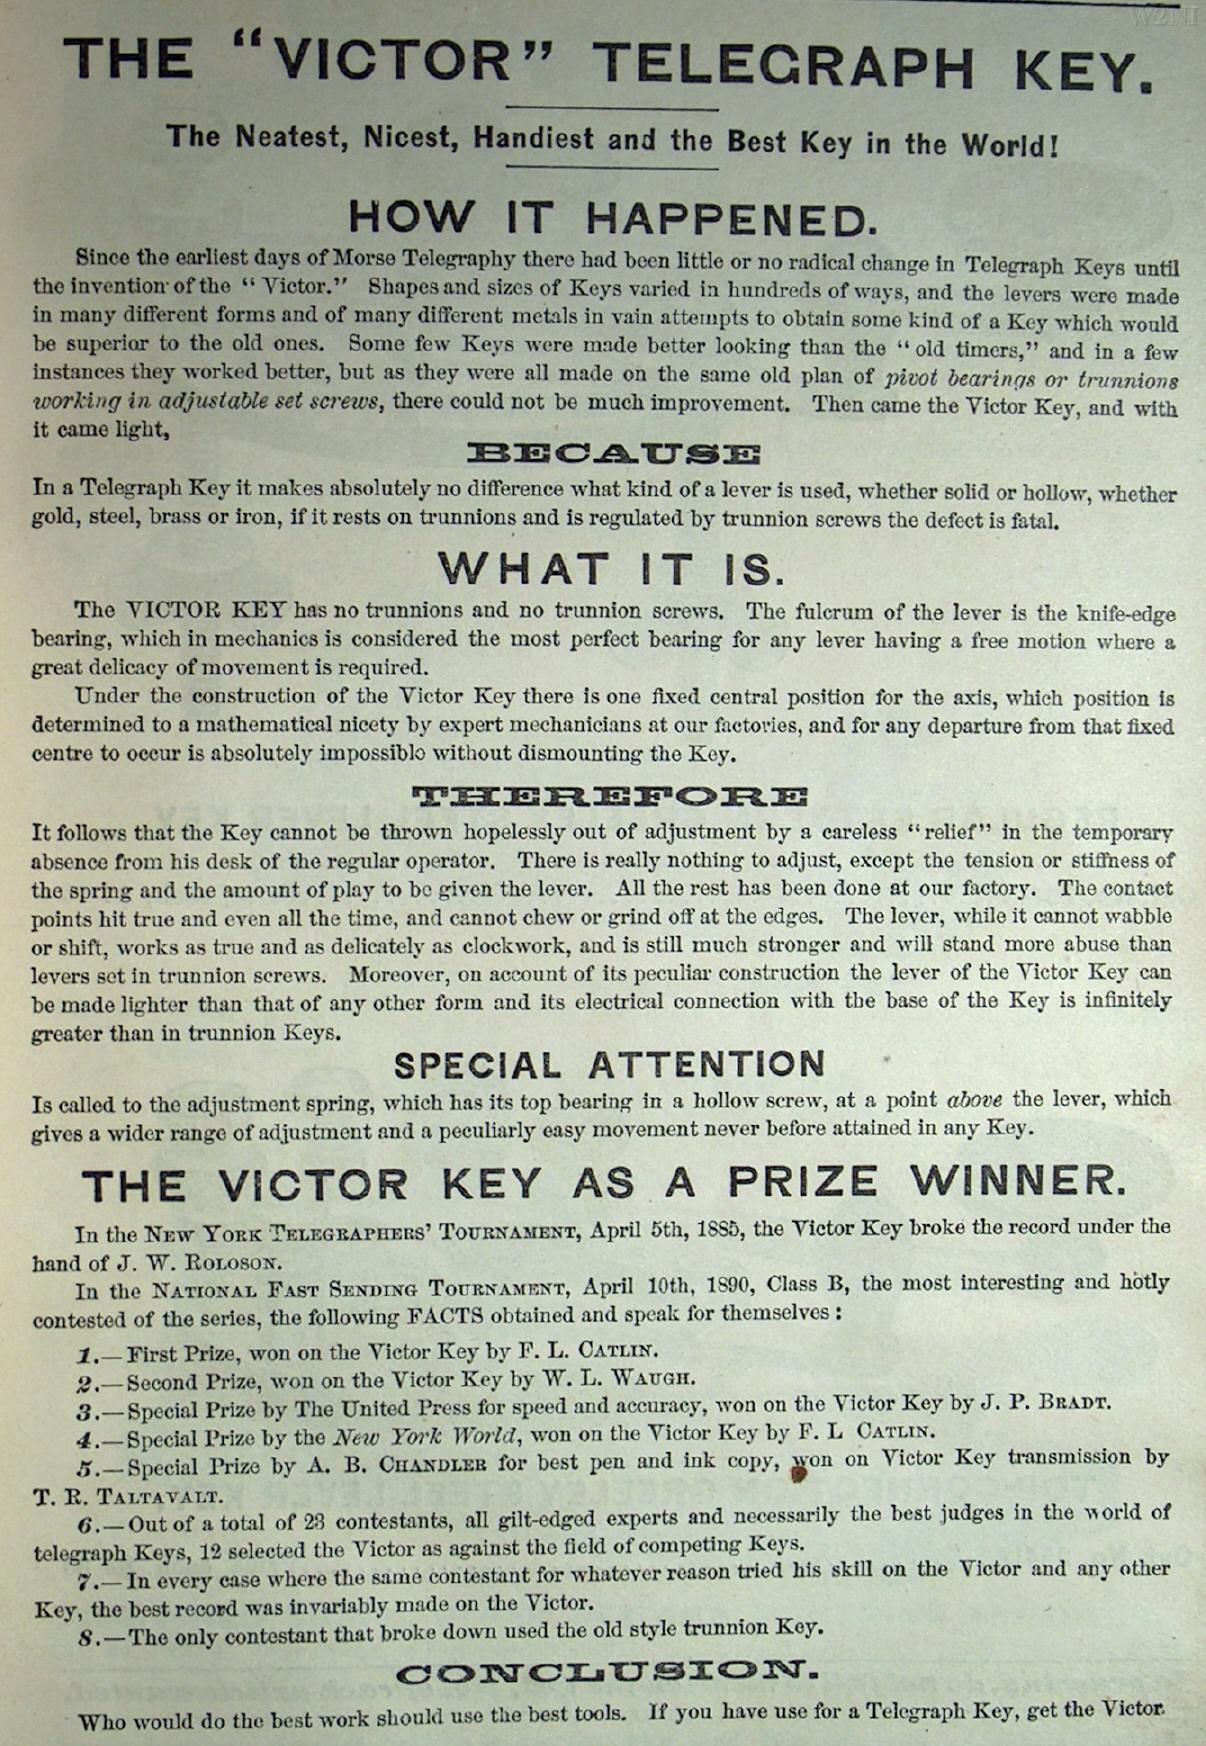 W2NI
THE "VICTOR" TELEGRAPH KEY.
The Neatest, Nicest, Handiest and the Best Key in the World!
HOW IT HAPPENED.
Since the earliest days of Morse Telegraphy there had been little or no radical change in Telegraph Keys until
the invention of the "Victor." Shapes and sizes of Keys varied in hundreds of ways, and the levers were made
in many different forms and of many different metals in vain attempts to obtain some kind of a Key which would
be superior to the old ones. Some few Keys were made better looking than the "old timers," and in a few
instances they worked better, but as they were all made on the same old plan of pivot bearings or trunnions
working in adjustable set screws, there could not be much improvement. Then came the Victor Key, and with
it came light,
BECAUSE
In a Telegraph Key it makes absolutely no difference what kind of a lever is used, whether solid or hollow, whether
gold, steel, brass or iron, if it rests on trunnions and is regulated by trunnion screws the defect is fatal.
WHAT IT IS.
The VICTOR KEY has no trunnions and no trunnion screws. The fulcrum of the lever is the knife-edge
bearing, which in mechanics is considered the most perfect bearing for any lever having a free motion where a
great delicacy of movement is required.
Under the construction of the Victor Key there is one fixed central position for the axis, which position is
determined to a mathematical nicety by expert mechanicians at our factories, and for any departure from that fixed
centre to occur is absolutely impossible without dismounting the Key.
THEREFORE
It follows that the Key cannot be thrown hopelessly out of adjustment by a careless "relief" in the temporary
absence from his desk of the regular operator. There is really nothing to adjust, except the tension or stiffness of
the spring and the amount of play to be given the lever. All the rest has been done at our factory. The contact
points hit true and even all the time, and cannot chew or grind off at the edges. The lever, while it cannot wabble
or shift, works as true and as delicately as clockwork, and is still much stronger and will stand more abuse than
levers set in trunnion screws. Moreover, on account of its peculiar construction the lever of the Victor Key can
be made lighter than that of any other form and its electrical connection with the base of the Key is infinitely
greater than in trunnion Keys.
SPECIAL ATTENTION
Is called to the adjustment spring, which has its top bearing in a hollow screw, at a point above the lever, which
gives a wider range of adjustment and a peculiarly easy movement never before attained in any Key.
THE VICTOR KEY AS A PRIZE WINNER.
In the NEW YORK TELEGRAPHERS' TOURNAMENT, April 5th, 1885, the Victor Key broke the record under the
hand of J. W. ROLOSON.
In the NATIONAL FAST SENDING TOURNAMENT, April 10th, 1890, Class B, the most interesting and hotly
contested of the series, the following FACTS obtained and speak for themselves:
1.—First Prize, won on the Victor Key by F. L. CATLIN.
2.—Second Prize, won on the Victor Key by W. L. WAUGH.
3.—Special Prize by The United Press for speed and accuracy, won on the Victor Key by J. P. BRADT.
4.—Special Prize by the New York World, won on the Victor Key by F. L CATLIN.
5.—Special Prize by A. B. CHANDLER for best pen and ink copy, won on Victor Key transmission by
T. R. TALTAVALT.
6.—Out of a total of 23 contestants, all gilt-edged experts and necessarily the best judges in the world of
telegraph Keys, 12 selected the Victor as against the field of competing Keys.
7.—In every case where the same contestant for whatever reason tried his skill on the Victor and any other
Key, the best record was invariably made on the Victor.
8.—The only contestant that broke down used the old style trunnion Key.
CONCLUSION.
Who would do the best work should use the best tools. If you have use for a Telegraph Key, get the Victor.